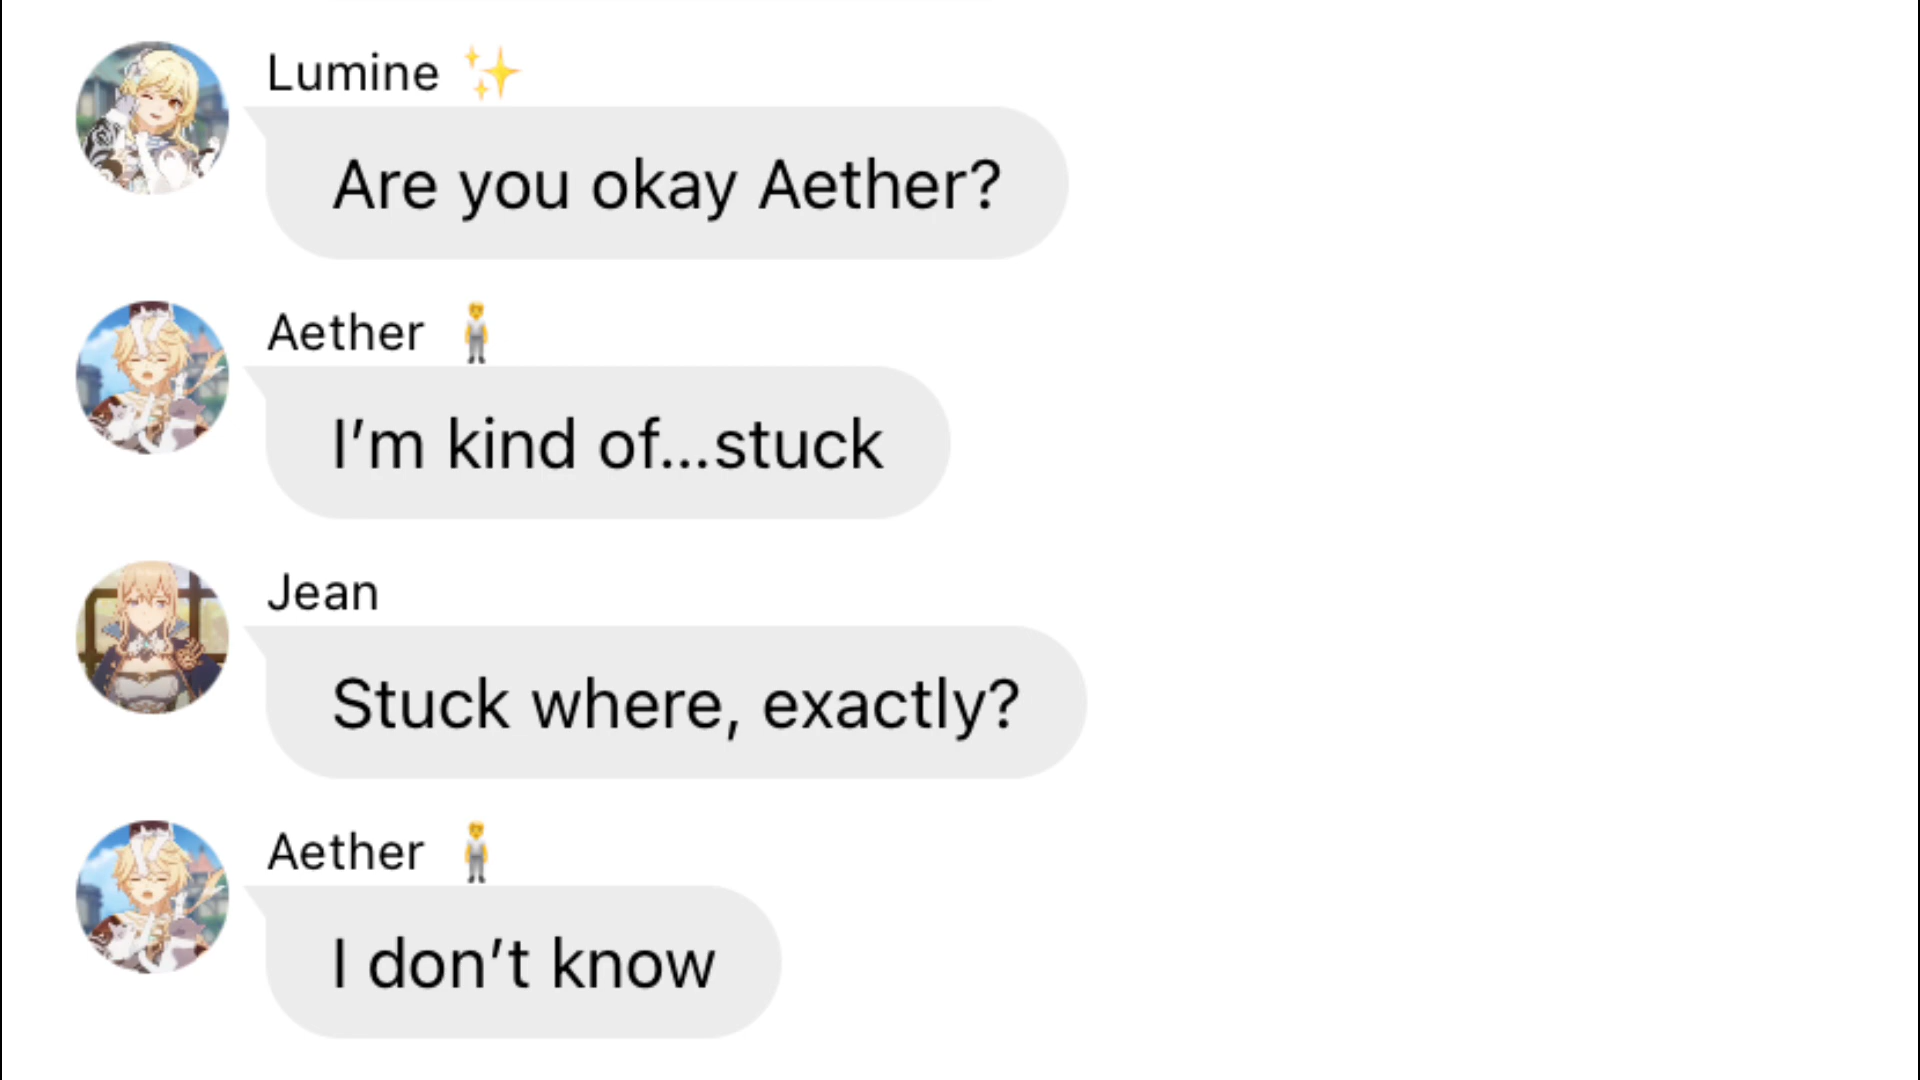 Lumine ✨
Are you okay Aether?
Aether 🧍
I’m kind of...stuck
Jean
Stuck where, exactly?
Aether 🧍
I don’t know